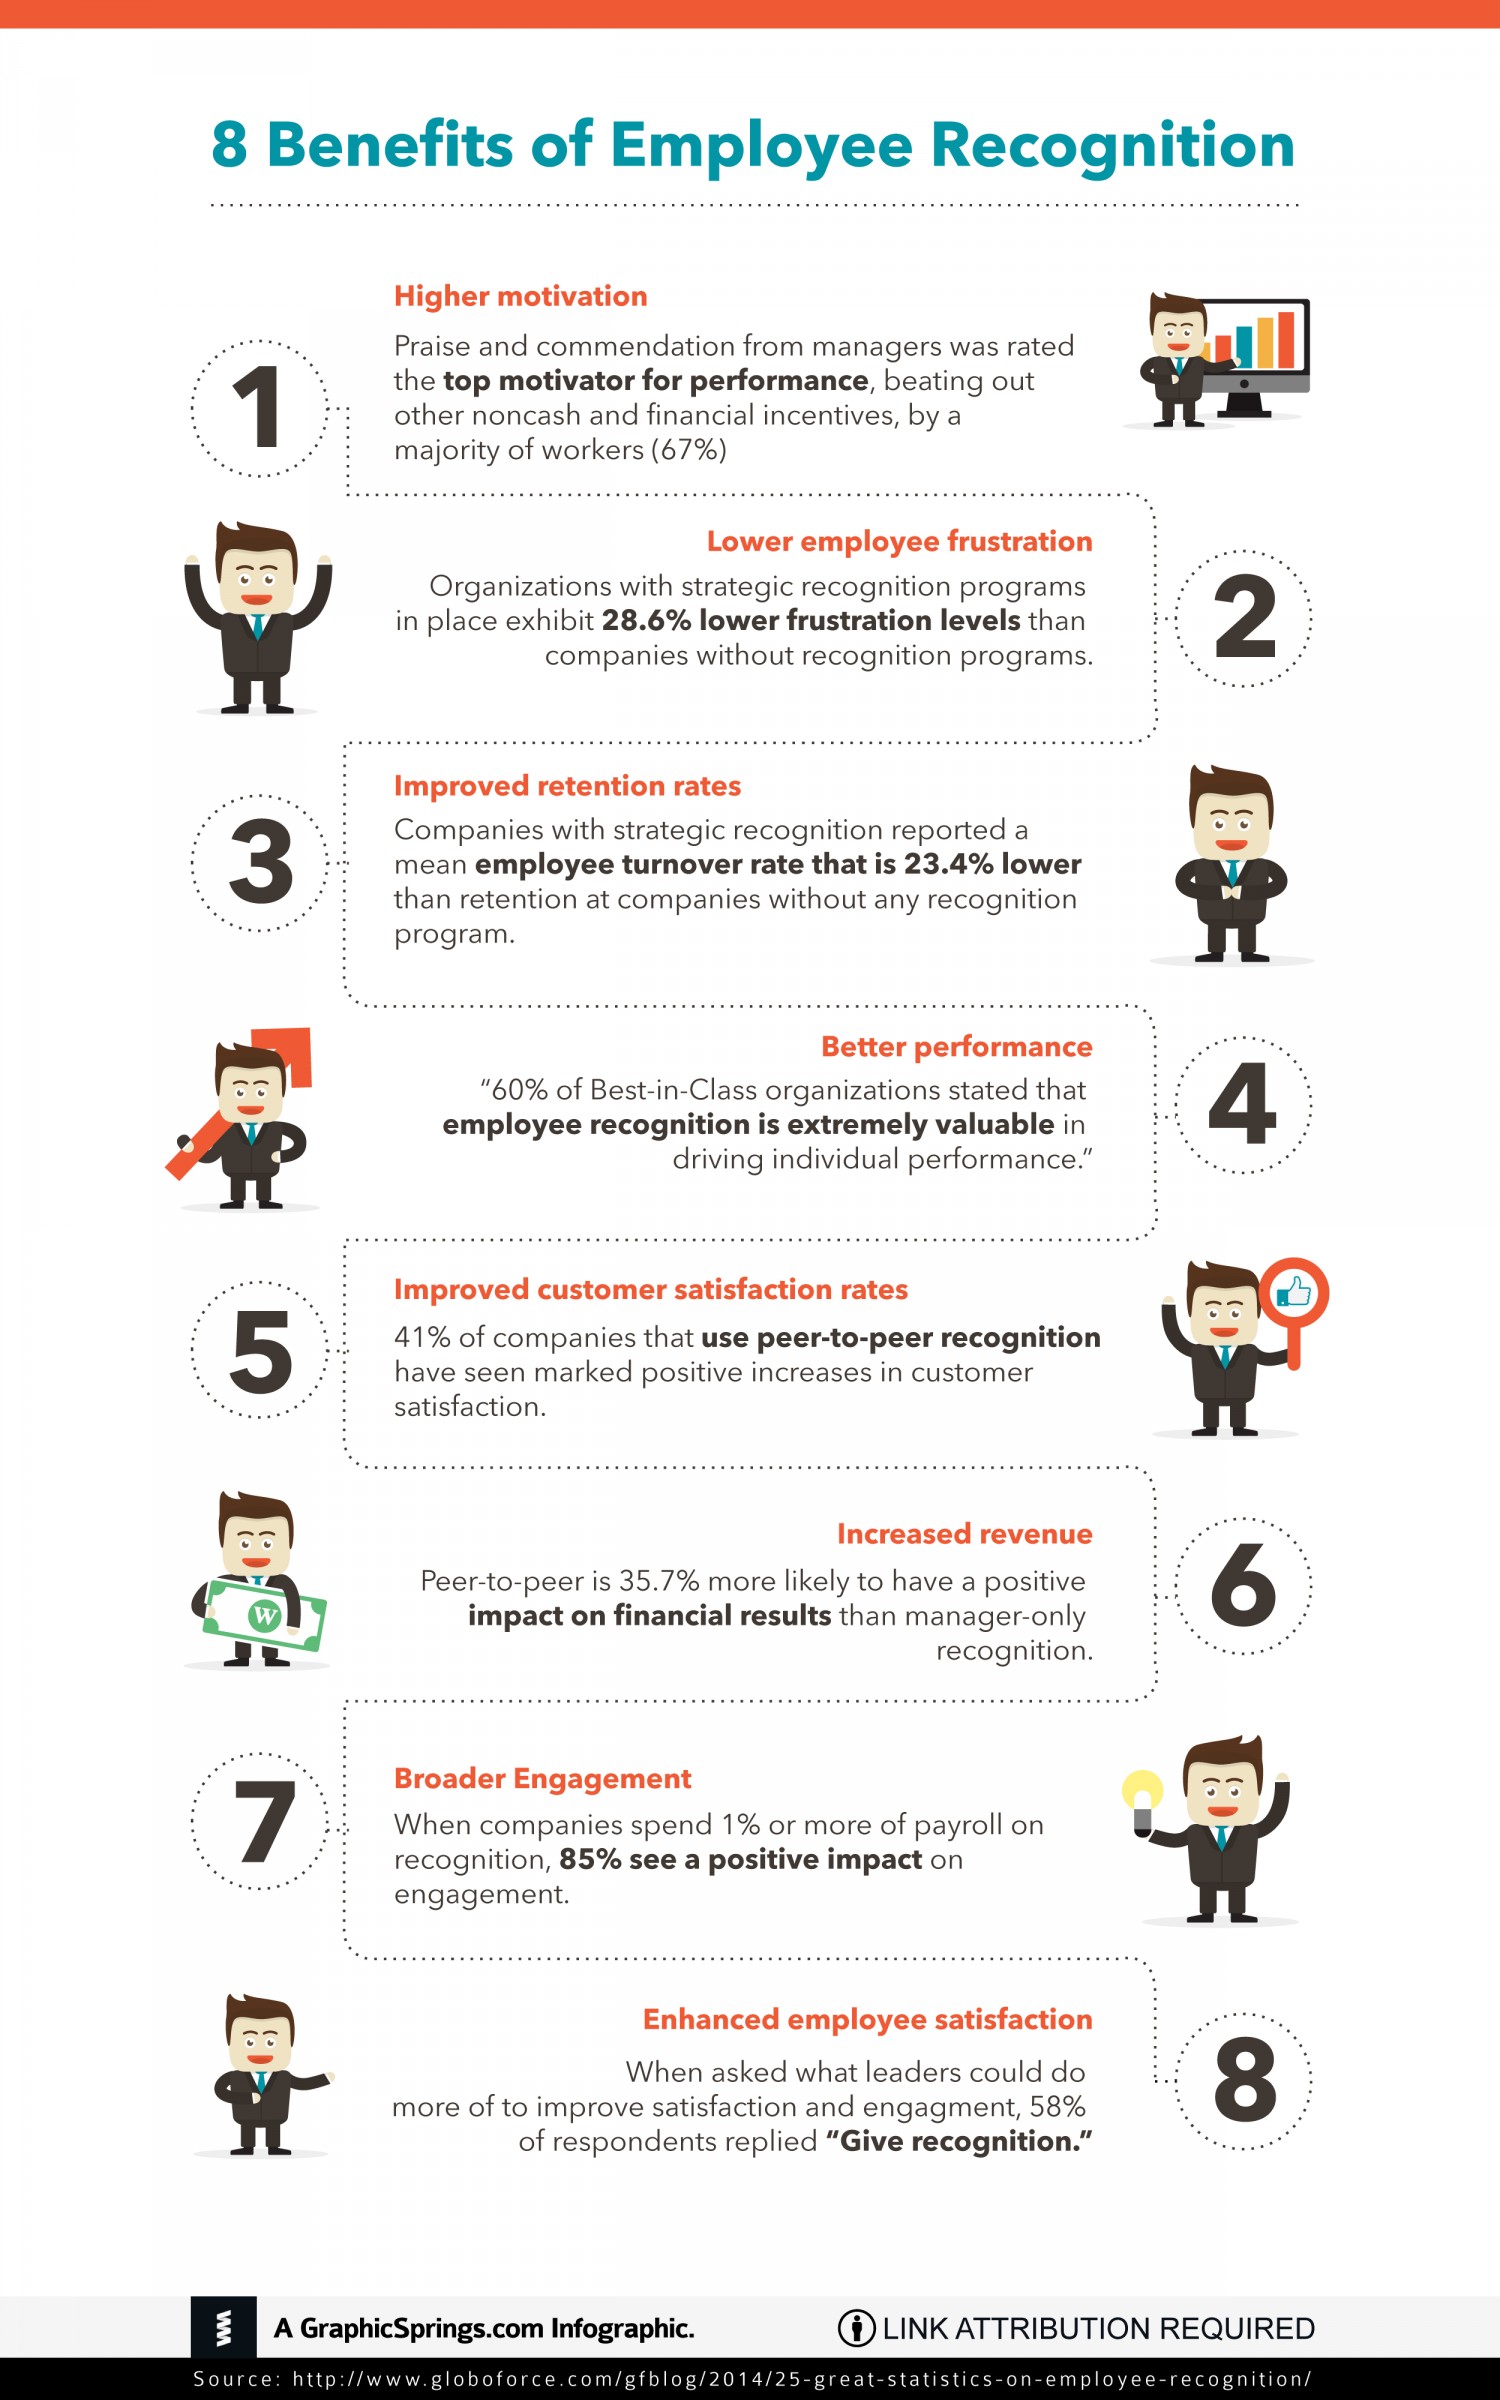 8 Benefits of Employee Recognition
1
Higher motivation
Praise and commendation from managers was rated
the top motivator for performance, beating out
other noncash and financial incentives, by a
majority of workers (67%)
2
Lower employee frustration
Organizations with strategic recognition programs
in place exhibit 28.6% lower frustration levels than
companies without recognition programs.
3
Improved retention rates
Companies with strategic recognition reported a
mean employee turnover rate that is 23.4% lower
than retention at companies without any recognition
program.
4
Better performance
“60% of Best-in-Class organizations stated that
employee recognition is extremely valuable in
driving individual performance.”
5
Improved customer satisfaction rates
41% of companies that use peer-to-peer recognition
have seen marked positive increases in customer
satisfaction.
6
Increased revenue
Peer-to-peer is 35.7% more likely to have a positive
impact on financial results than manager-only
recognition.
W
7
Broader Engagement
When companies spend 1% or more of payroll on
recognition, 85% see a positive impact on
engagement.
8
Enhanced employee satisfaction
When asked what leaders could do
more of to improve satisfaction and engagment, 58%
of respondents replied “Give recognition.”
A GraphicSprings.com Infographic.
LINK ATTRIBUTION REQUIRED
Source: http://www.globoforce.com/gfblog/2014/25-great-statistics-on-employee-recognition/